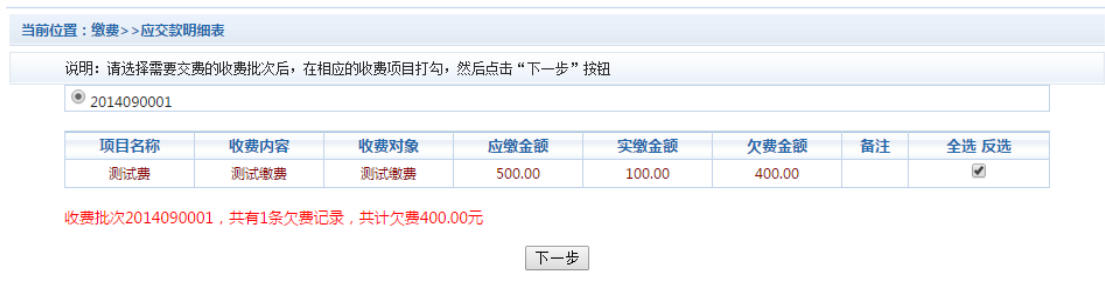 当前位置：缴费>>应交款明细表
说明：请选择需要交费的收费批次后，在相应的收费项目打勾，然后点击“下一步”按钮
2014090001
项目名称 收费内容 收费对象 应缴金额 实缴金额 欠费金额 备注 全选 反选
测试费 测试缴费 测试缴费 500.00 100.00 400.00
收费批次2014090001，共有1条欠费记录，共计欠费400.00元
下一步